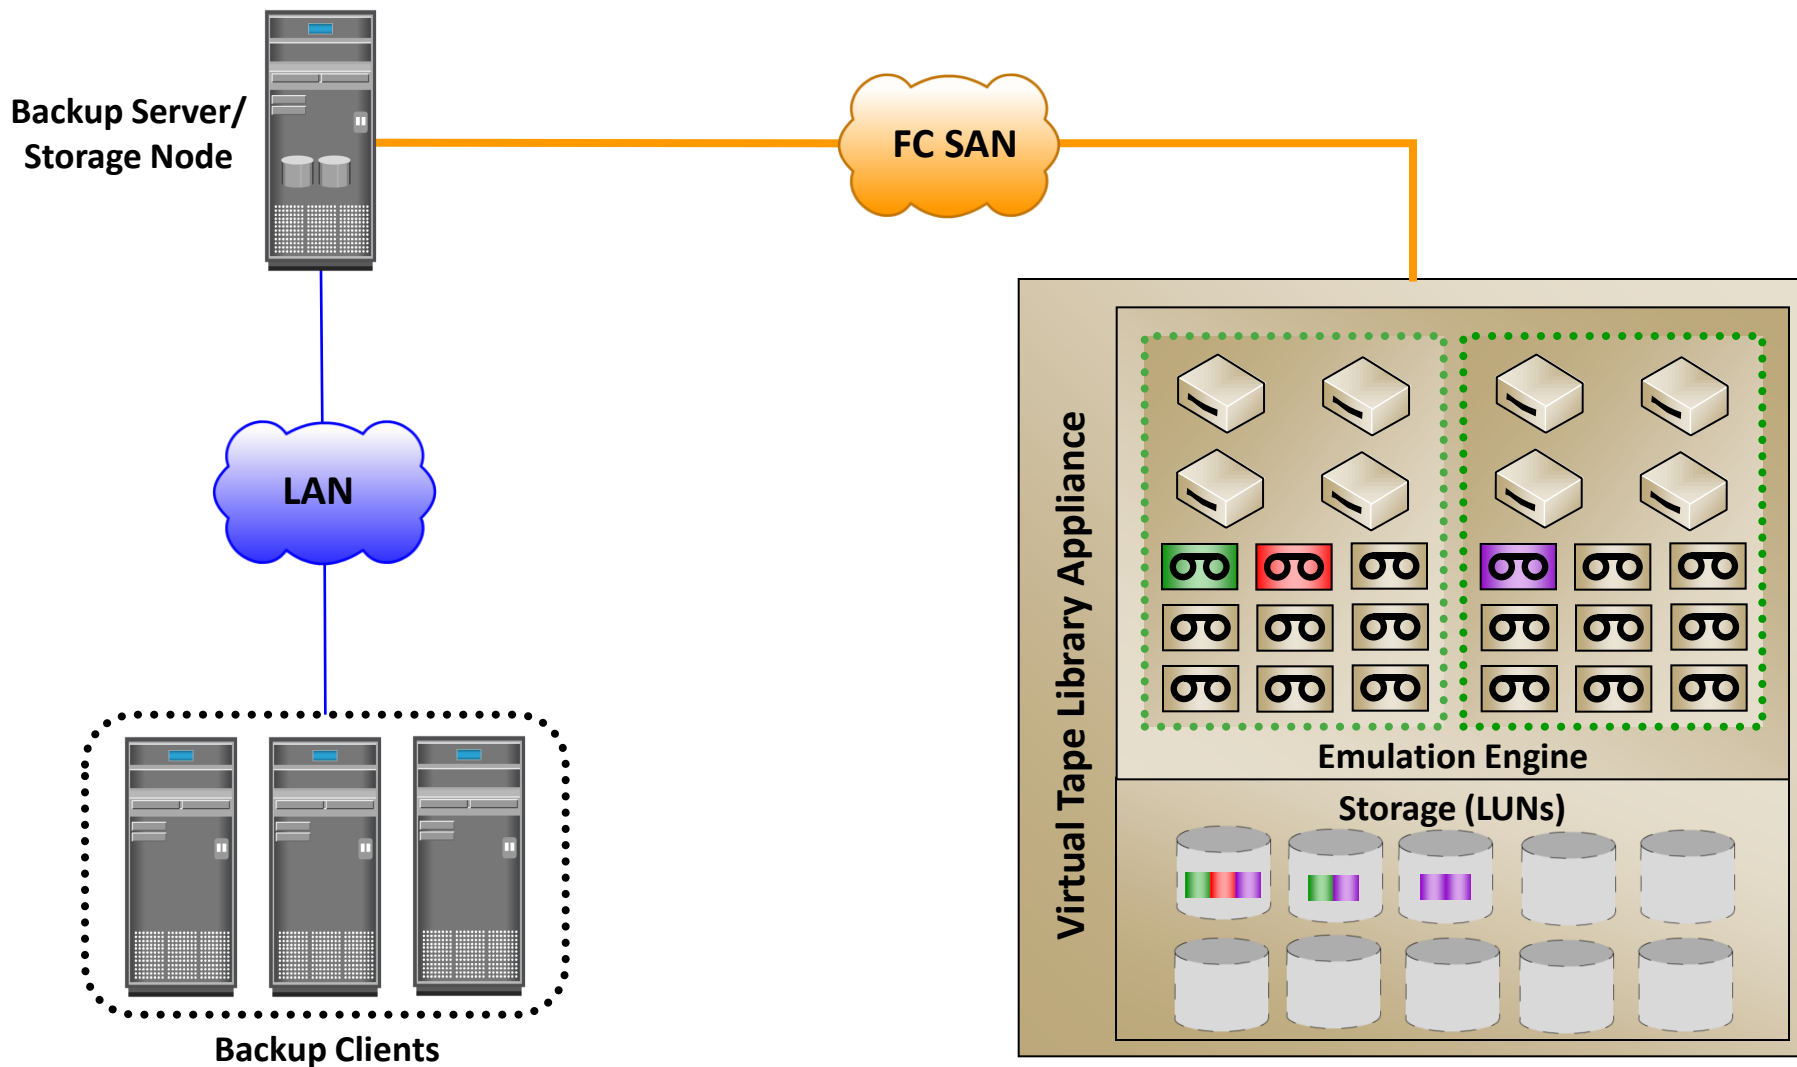 Backup Server/
Storage Node
FC SAN
LAN
Backup Clients
Virtual Tape Library Appliance
Emulation Engine
Storage (LUNs)